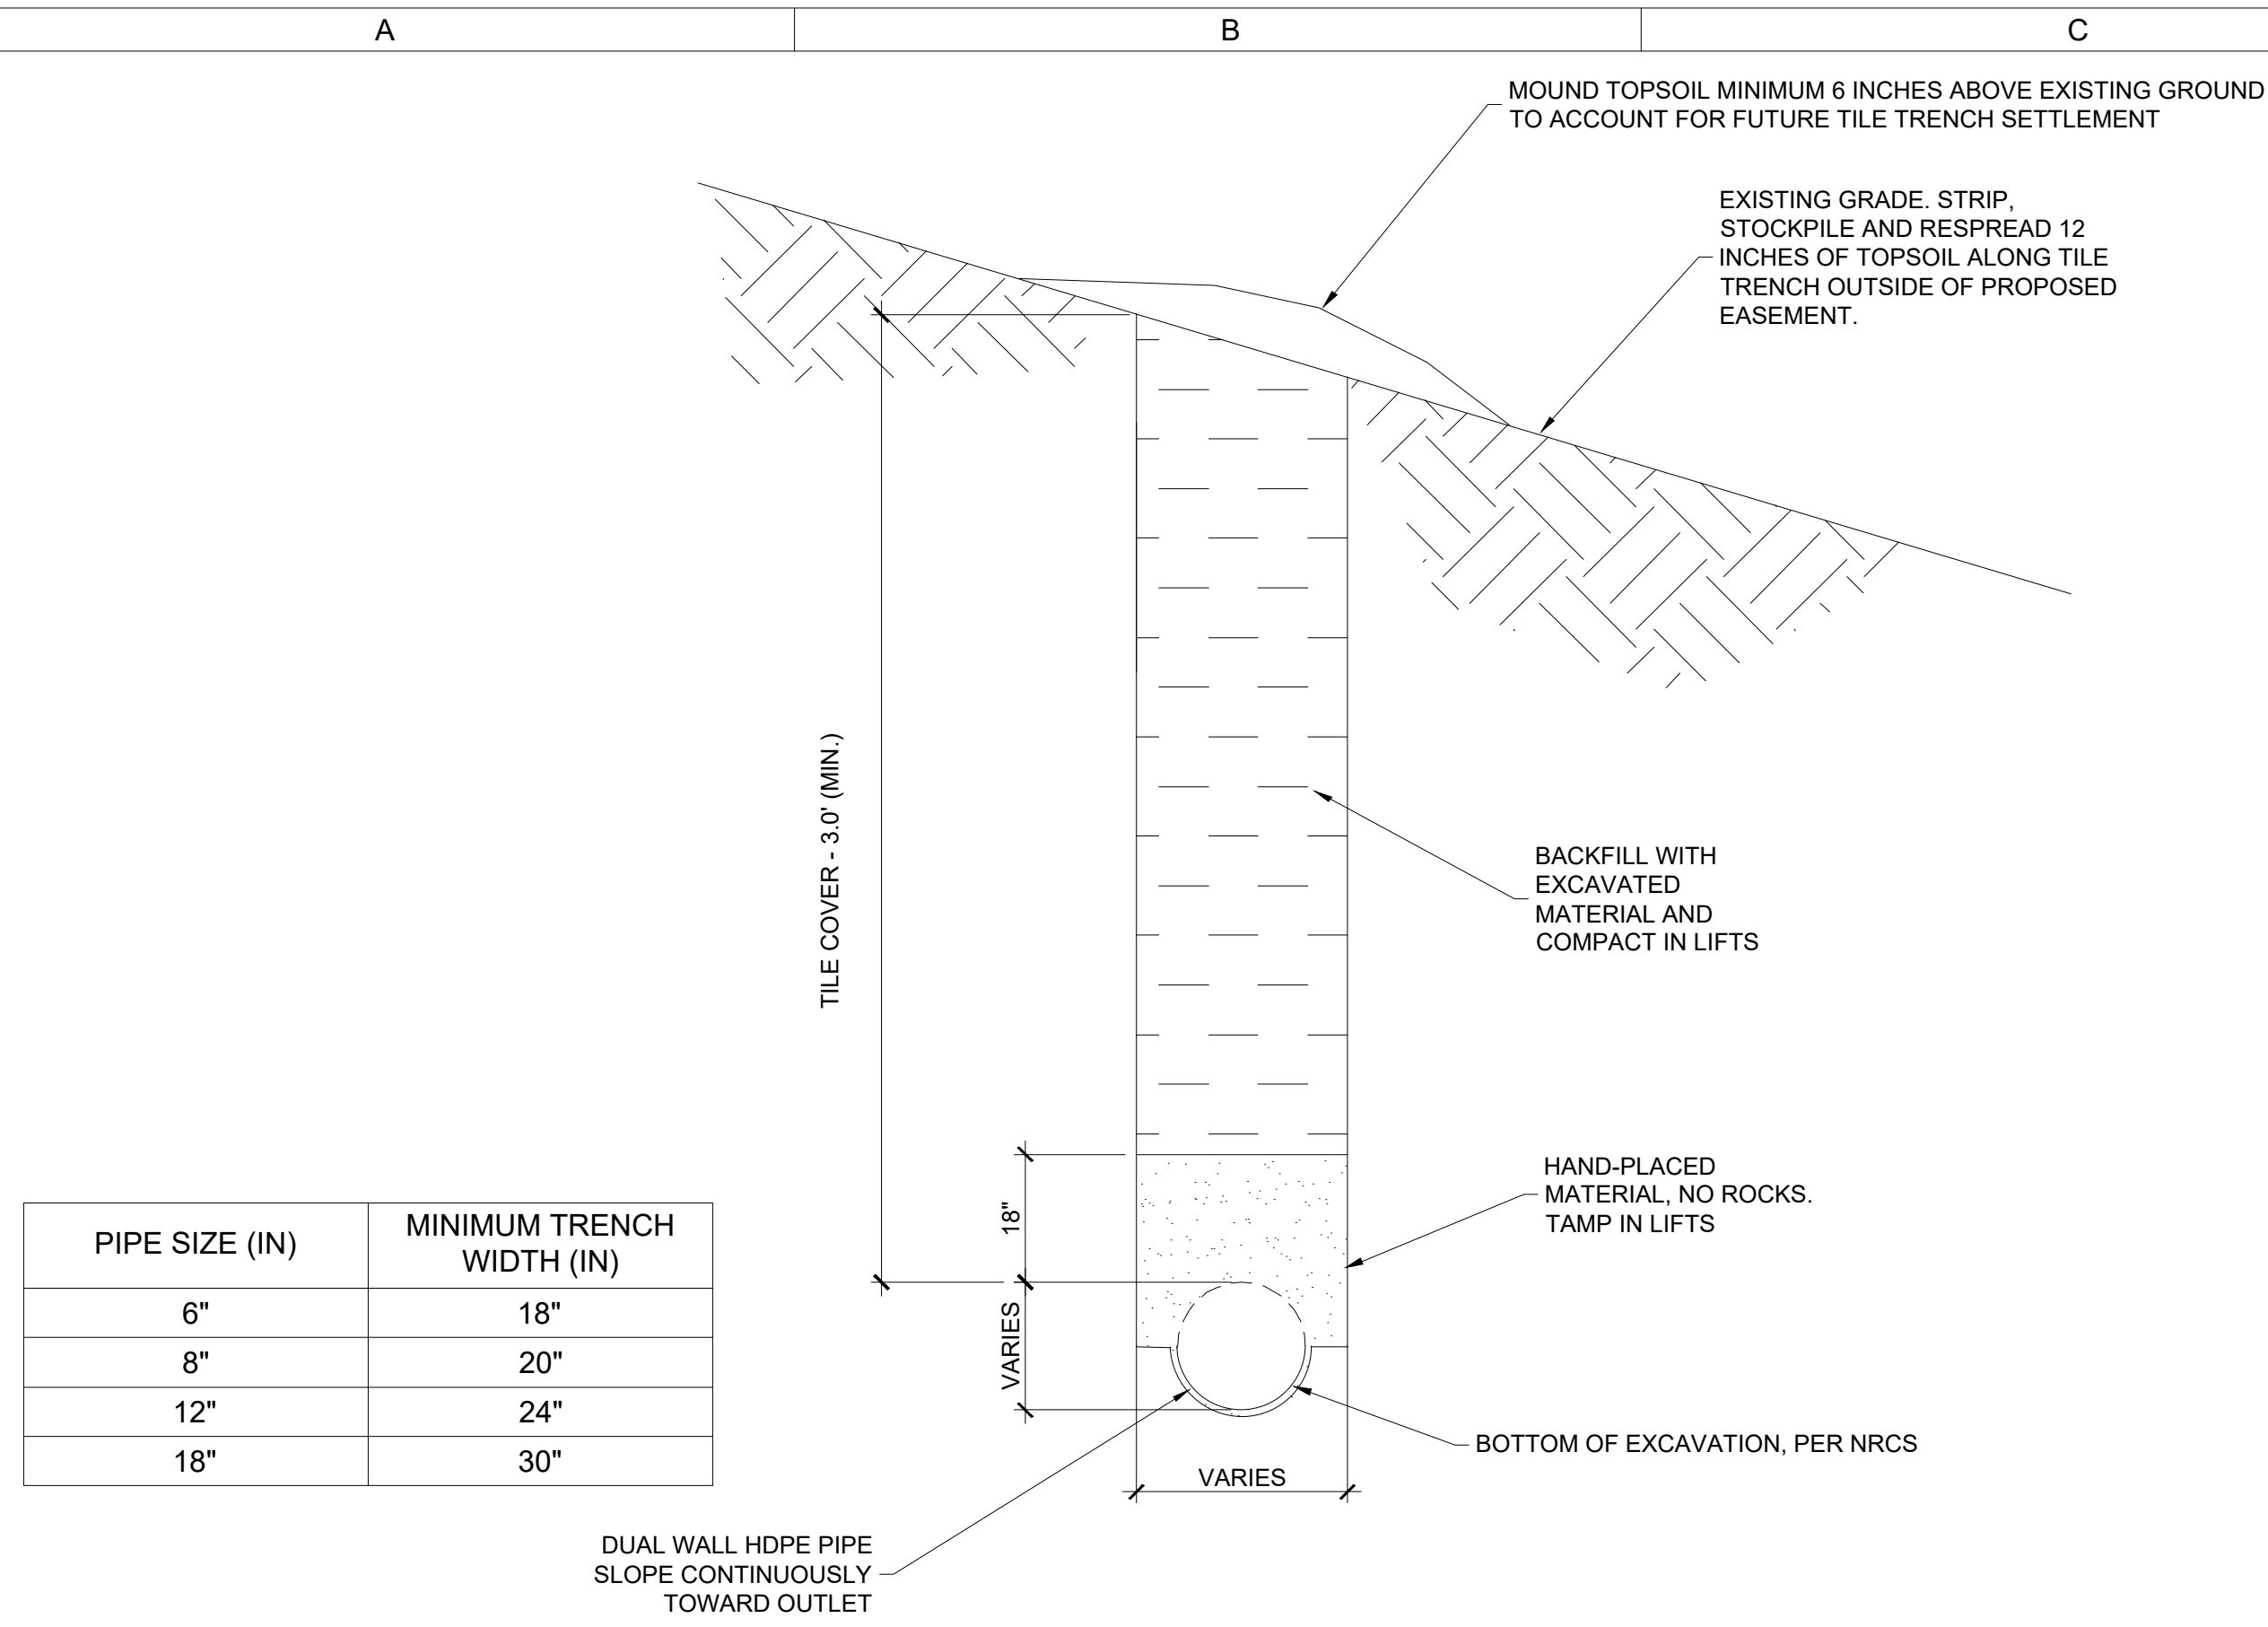 A
B
C
MOUND TOPSOIL MINIMUM 6 INCHES ABOVE EXISTING GROUND
TO ACCOUNT FOR FUTURE TILE TRENCH SETTLEMENT
EXISTING GRADE. STRIP,
STOCKPILE AND RESPREAD 12
INCHES OF TOPSOIL ALONG TILE
TRENCH OUTSIDE OF PROPOSED
EASEMENT.
TILE COVER - 3.0' (MIN.)
BACKFILL WITH
EXCAVATED
MATERIAL AND
COMPACT IN LIFTS
18"
HAND-PLACED
MATERIAL, NO ROCKS.
TAMP IN LIFTS
VARIES
BOTTOM OF EXCAVATION, PER NRCS
VARIES
DUAL WALL HDPE PIPE
SLOPE CONTINUOUSLY
TOWARD OUTLET
PIPE SIZE (IN)
MINIMUM TRENCH
WIDTH (IN)
6"
18"
8"
20"
12"
24"
18"
30"